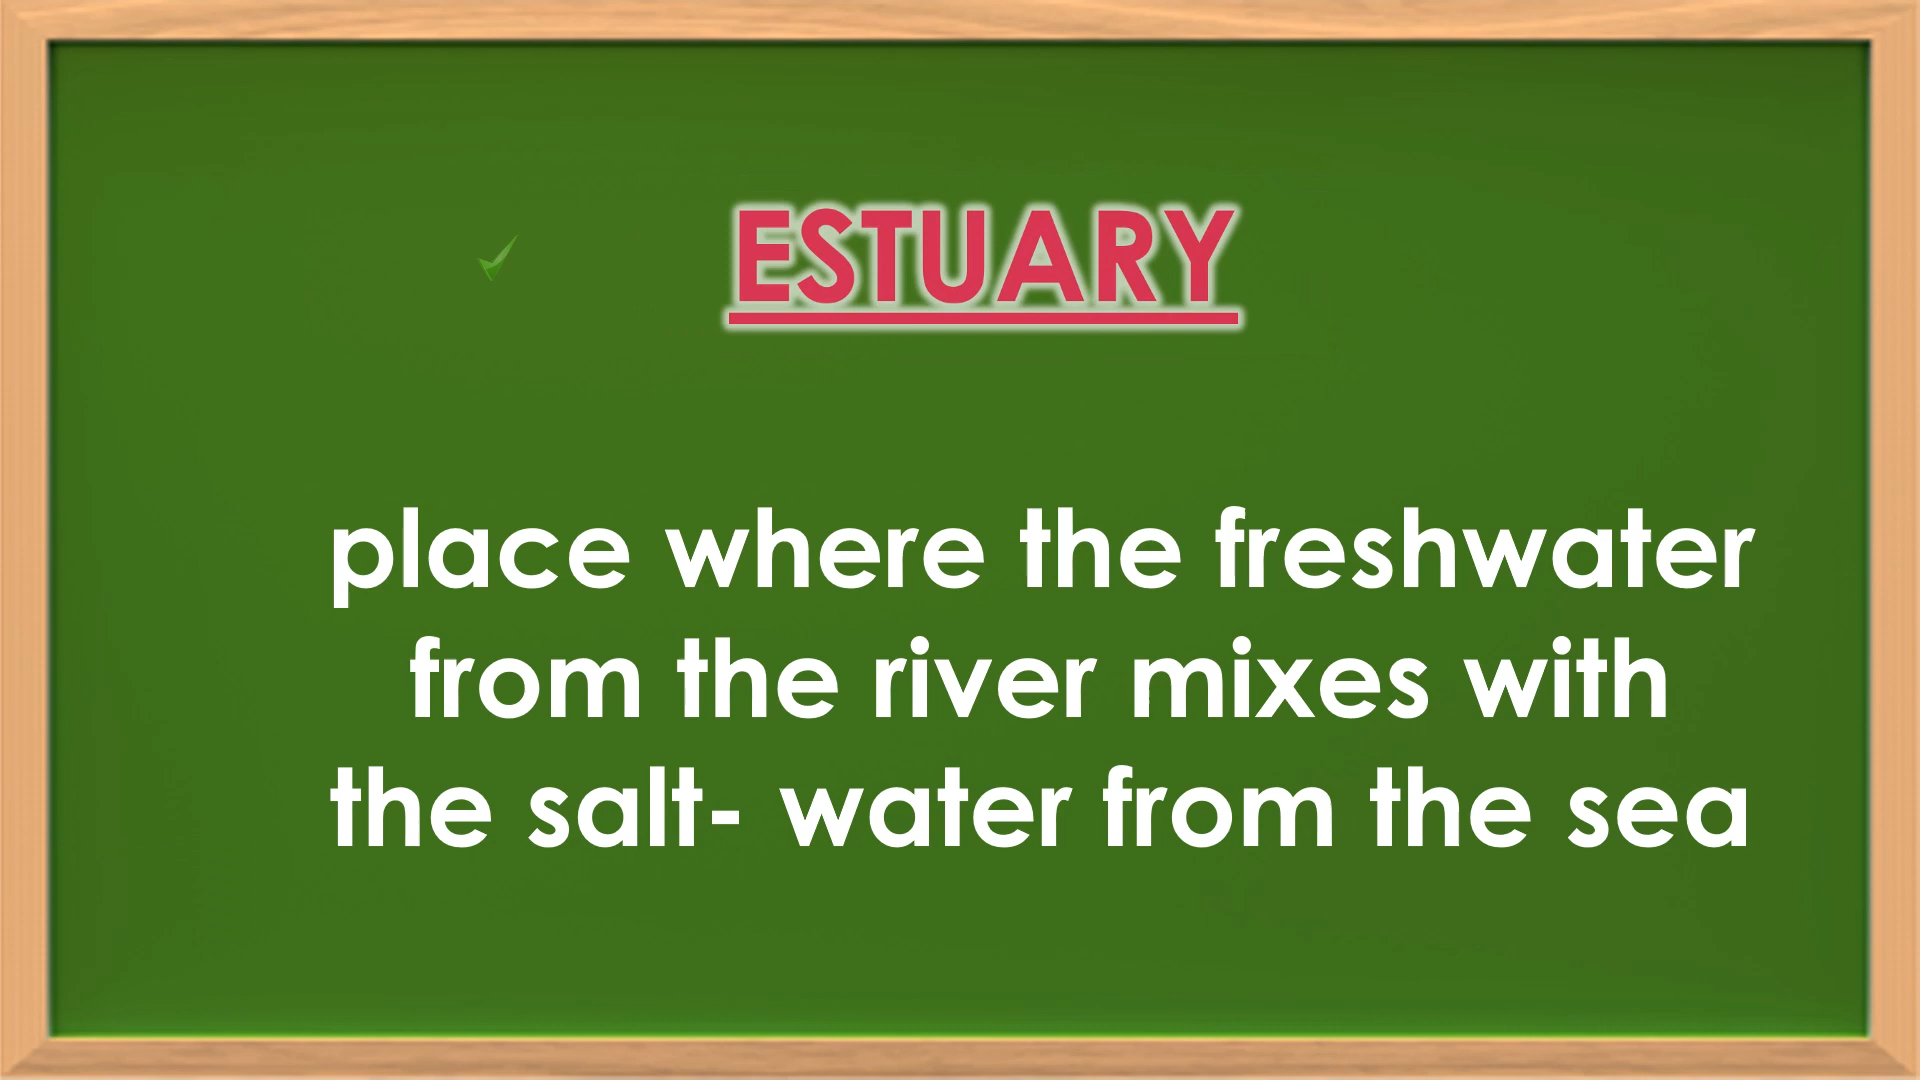 ESTUARY
place where the freshwater
from the river mixes with
the salt- water from the sea